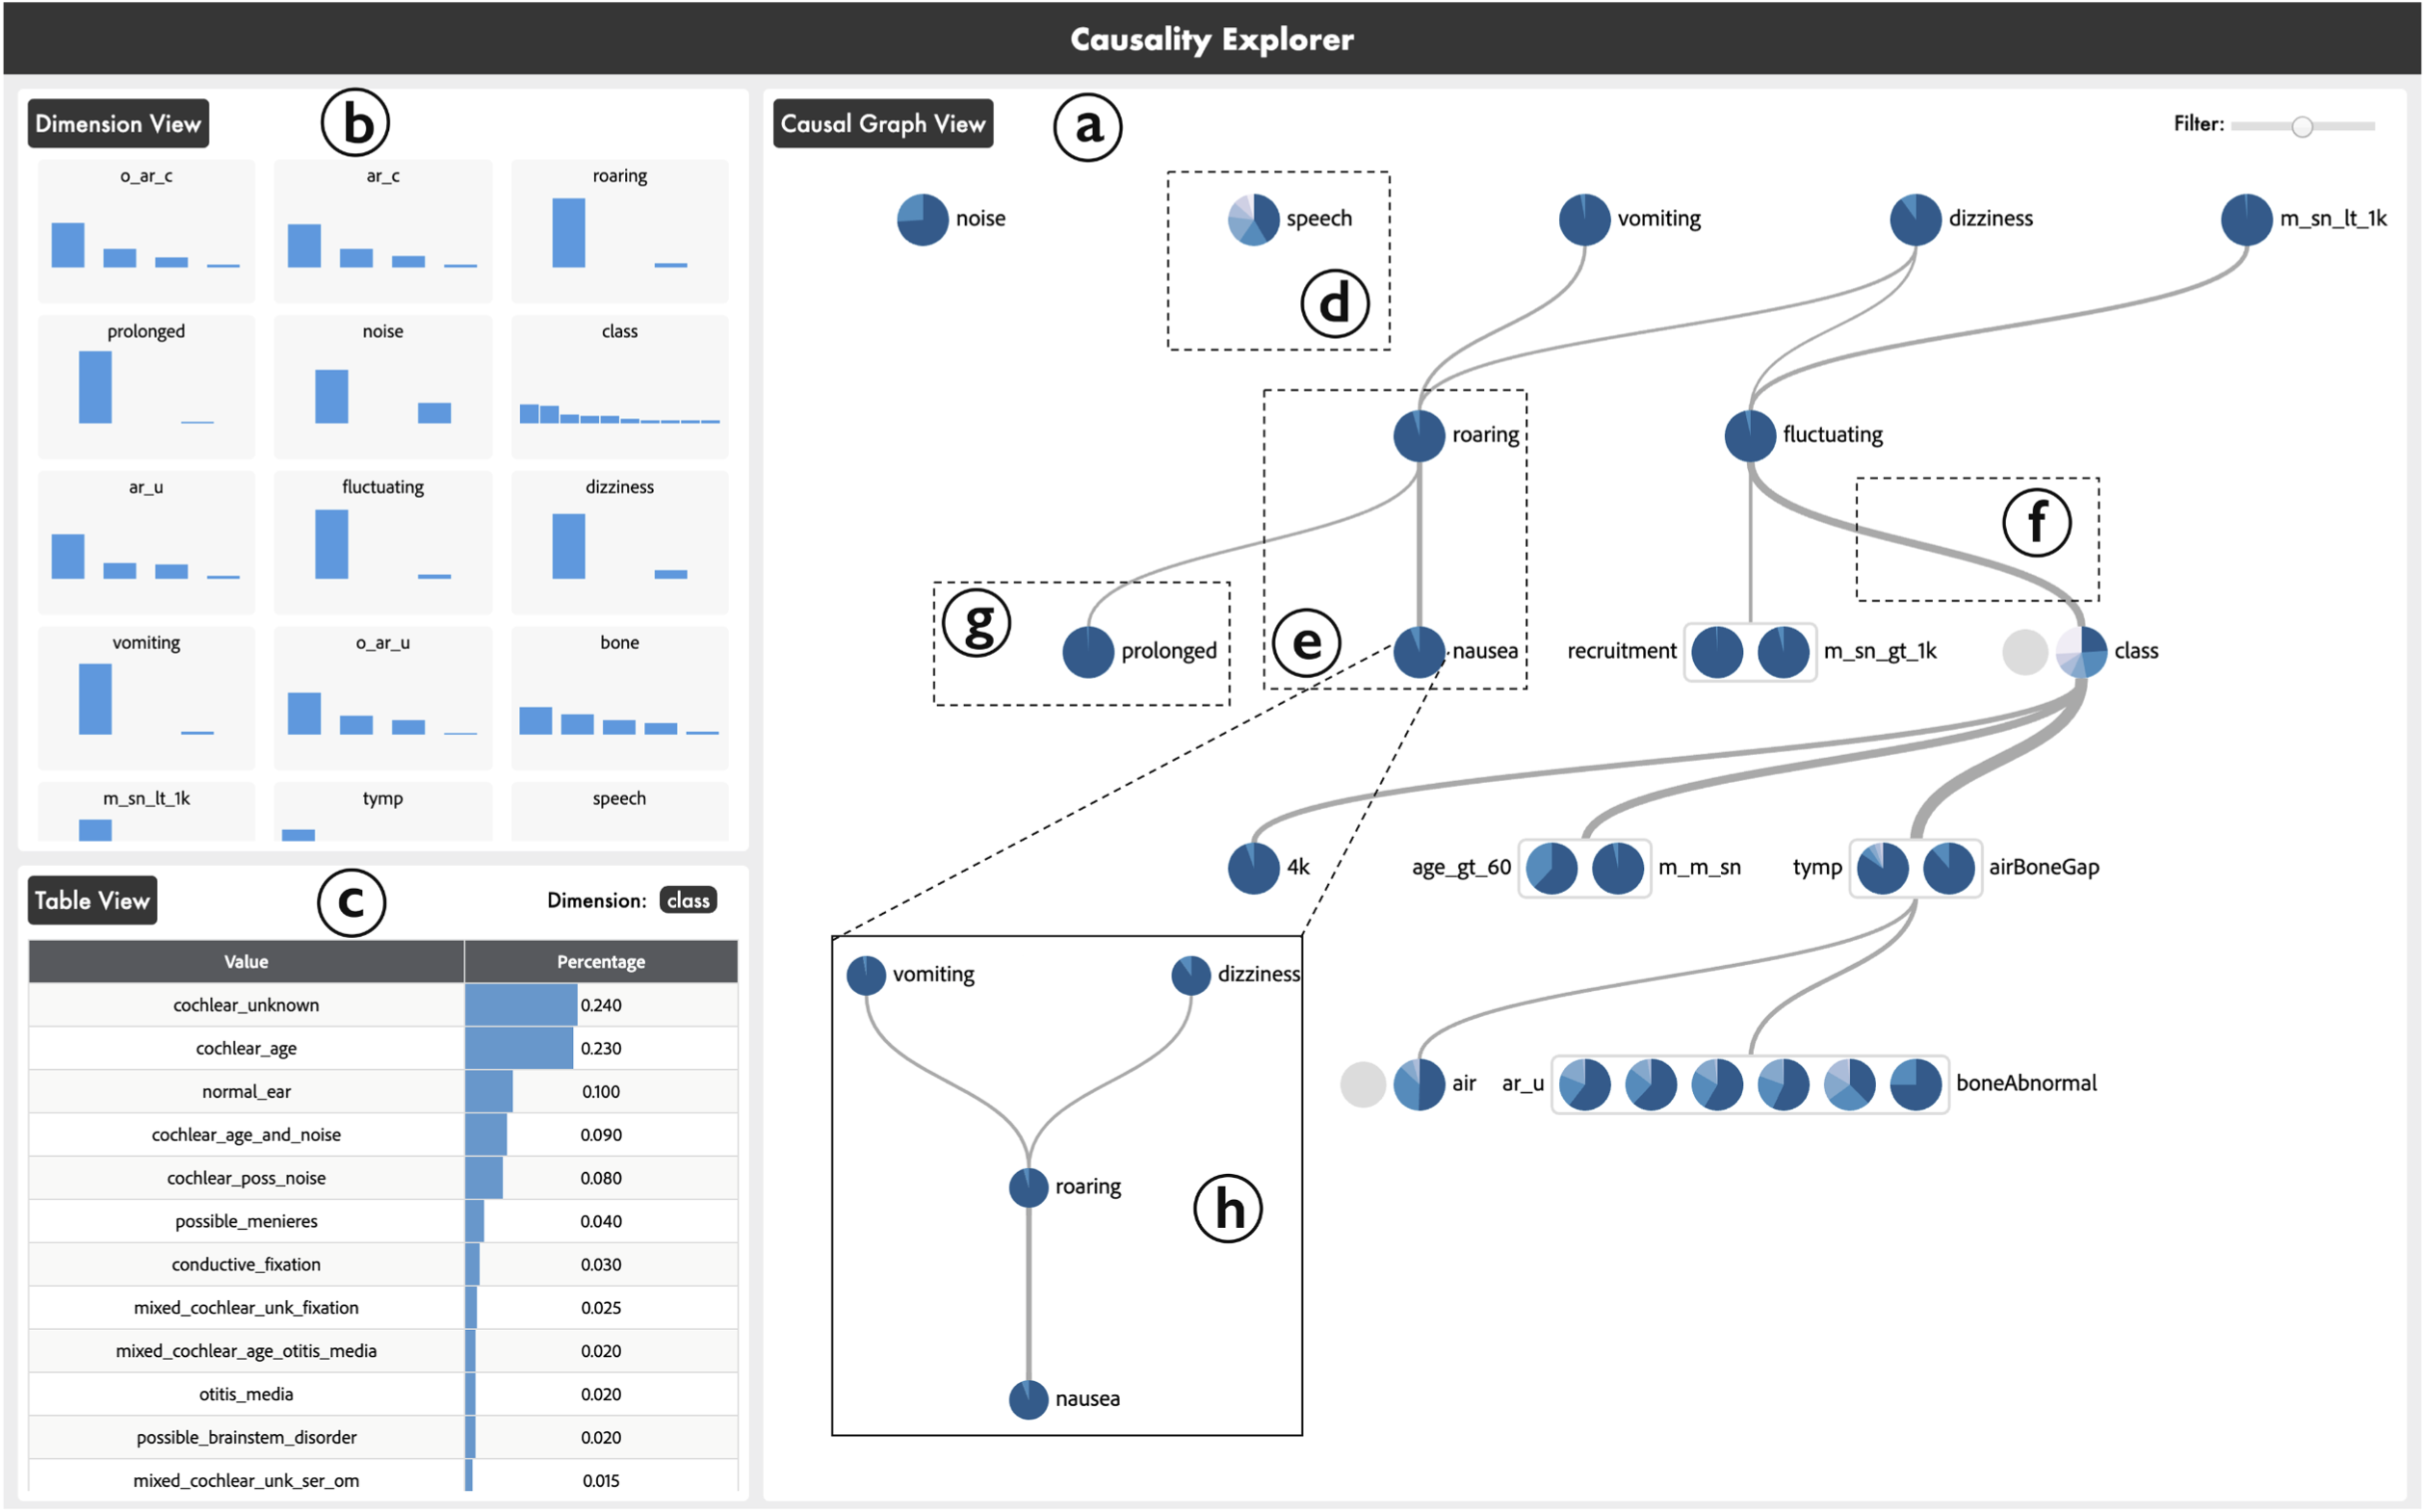 Causality Explorer
Dimension View
b
o_ar_c
ar_c
roaring
prolonged
noise
class
ar_u
fluctuating
dizziness
vomiting
o_ar_u
bone
m_sn_lt_1k
tymp
speech
Table View
c
Dimension: class
Value Percentage
cochlear_unknown 0.240
cochlear_age 0.230
normal_ear 0.100
cochlear_age_and_noise 0.090
cochlear_poss_noise 0.080
possible_menieres 0.040
conductive_fixation 0.030
mixed_cochlear_unk_fixation 0.025
mixed_cochlear_age_otitis_media 0.020
otitis_media 0.020
possible_brainstem_disorder 0.020
mixed_cochlear_unk_ser_om 0.015
Causal Graph View
a
Filter:
noise
speech
vomiting
dizziness
m_sn_lt_1k
d
roaring
fluctuating
f
g
prolonged
e
nausea
recruitment
m_sn_gt_1k
class
4k
age_gt_60
m_m_sn
tymp
airBoneGap
vomiting
dizziness
air
ar_u
boneAbnormal
roaring
h
nausea